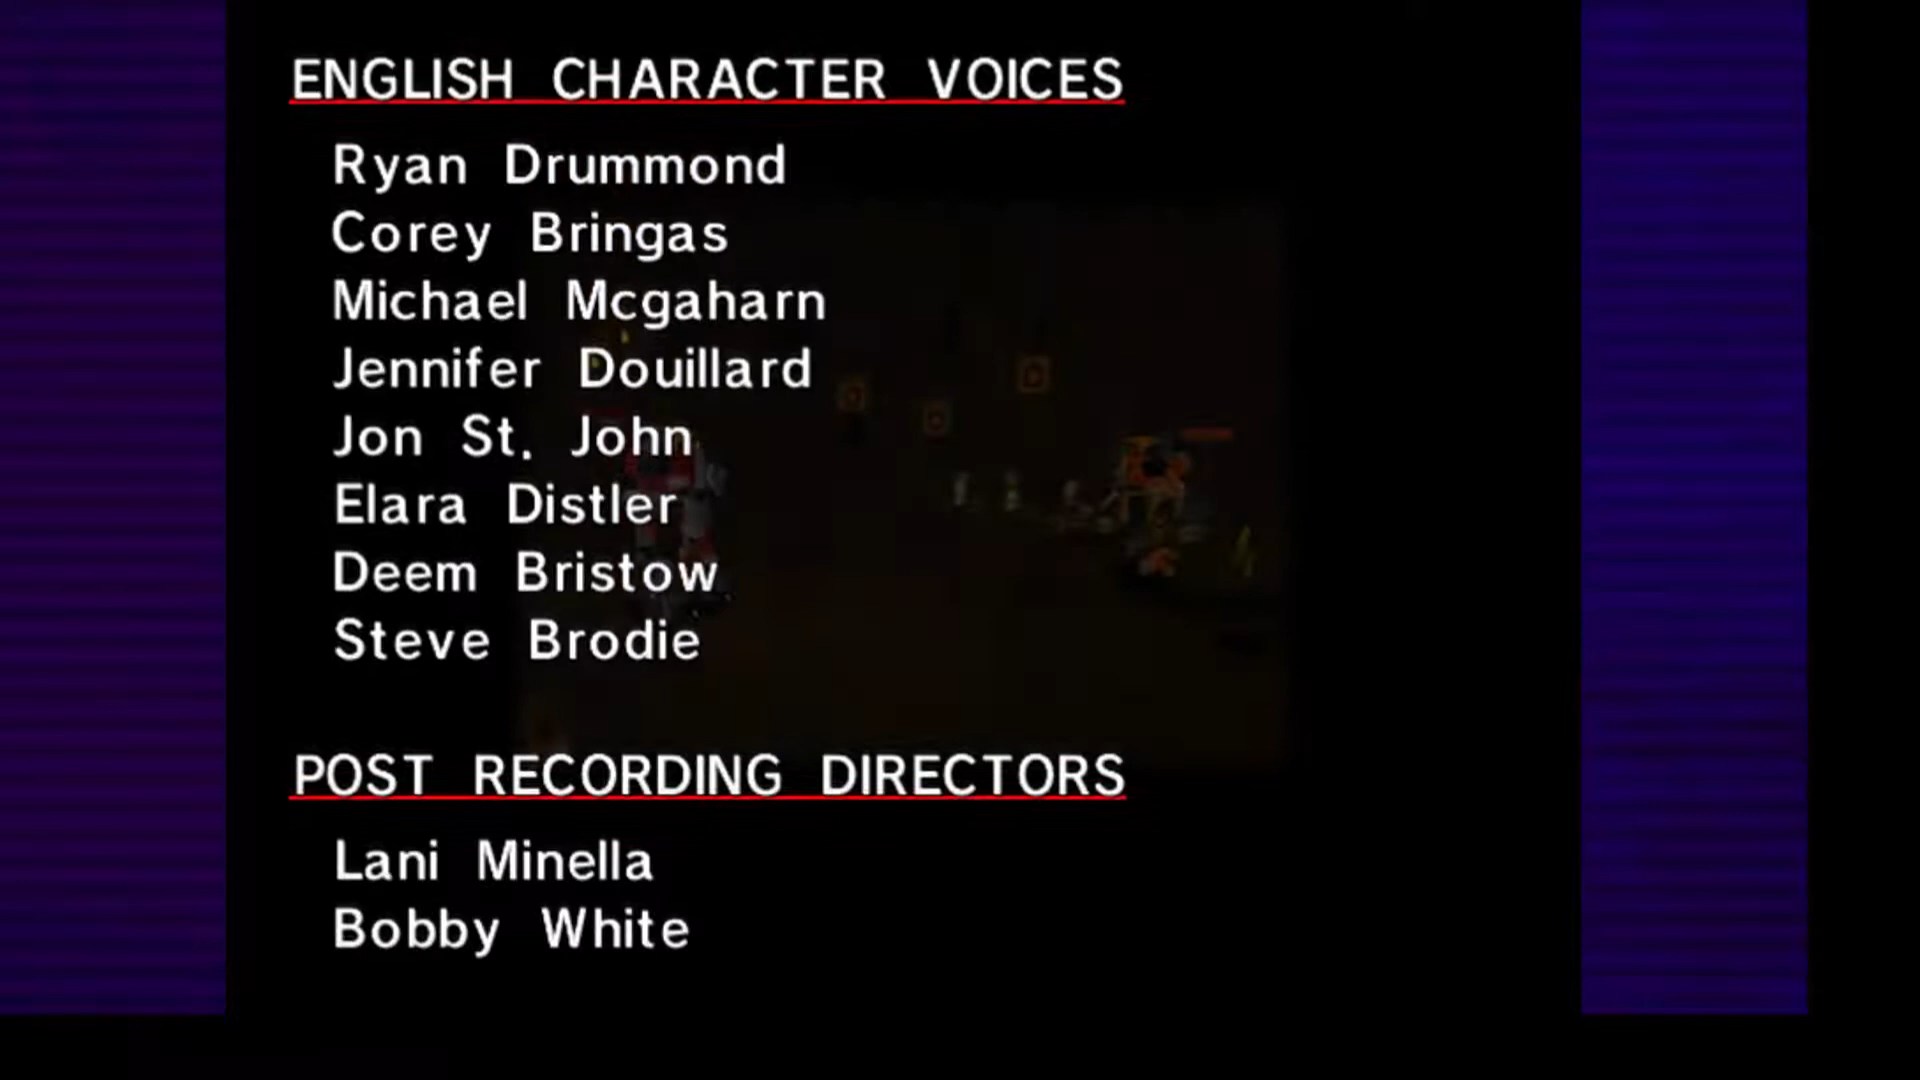 ENGLISH CHARACTER VOICES
Ryan Drummond
Corey Bringas
Michael Mcgaharn
Jennifer Douillard
Jon St. John
Elara Distler
Deem Bristow
Steve Brodie
POST RECORDING DIRECTORS
Lani Minella
Bobby White